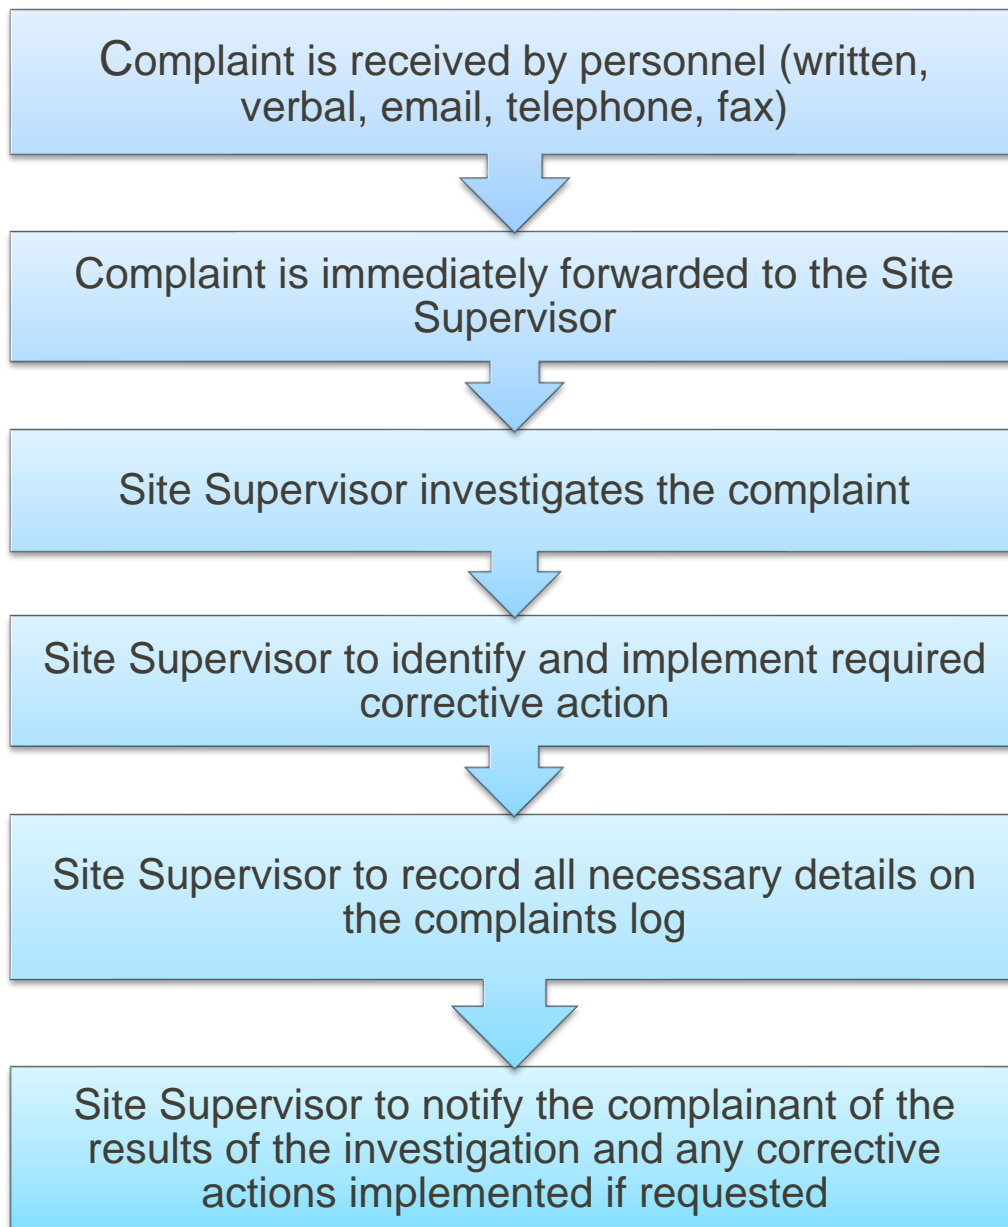 Complaint is received by personnel (written,
verbal, email, telephone, fax)
Complaint is immediately forwarded to the Site
Supervisor
Site Supervisor investigates the complaint
Site Supervisor to identify and implement required
corrective action
Site Supervisor to record all necessary details on
the complaints log
Site Supervisor to notify the complainant of the
results of the investigation and any corrective
actions implemented if requested